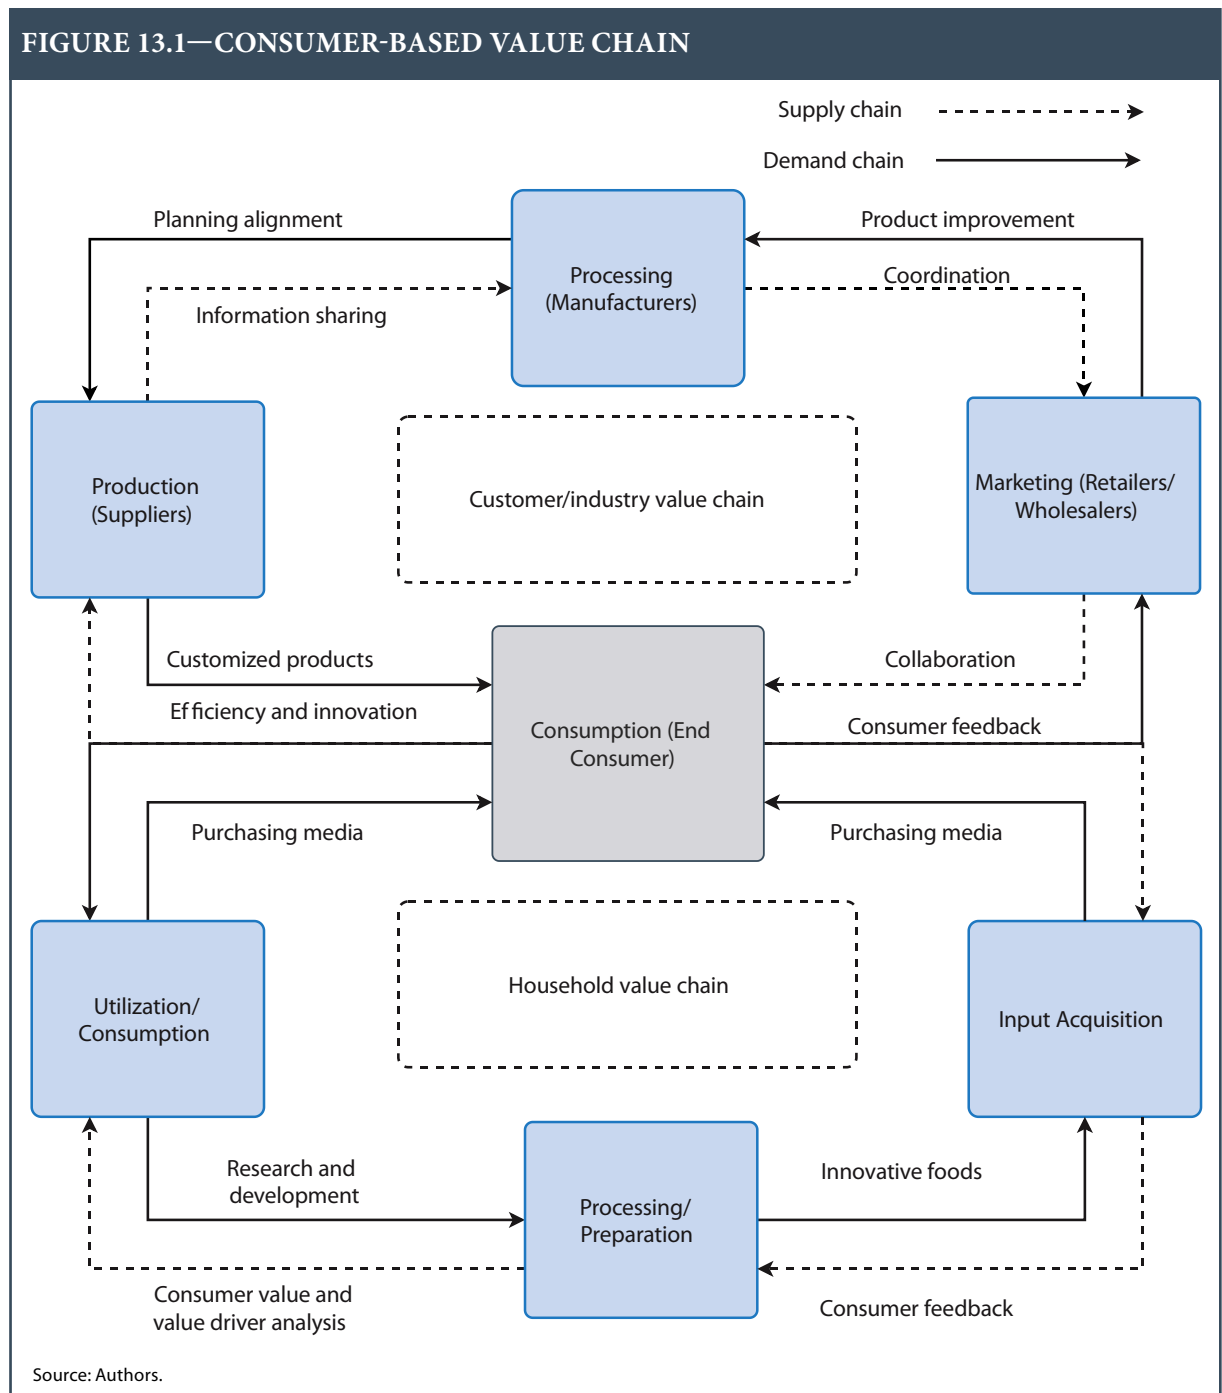 FIGURE 13.1—CONSUMER-BASED VALUE CHAIN
Supply chain
Demand chain
Planning alignment
Product improvement
Processing
(Manufacturers)
Coordination
Information sharing
Production
(Suppliers)
Customer/industry value chain
Marketing (Retailers/
Wholesalers)
Customized products
Collaboration
Efficiency and innovation
Consumption (End
Consumer)
Consumer feedback
Purchasing media
Purchasing media
Utilization/
Consumption
Household value chain
Input Acquisition
Research and
development
Innovative foods
Processing/
Preparation
Consumer value and
value driver analysis
Consumer feedback
Source: Authors.